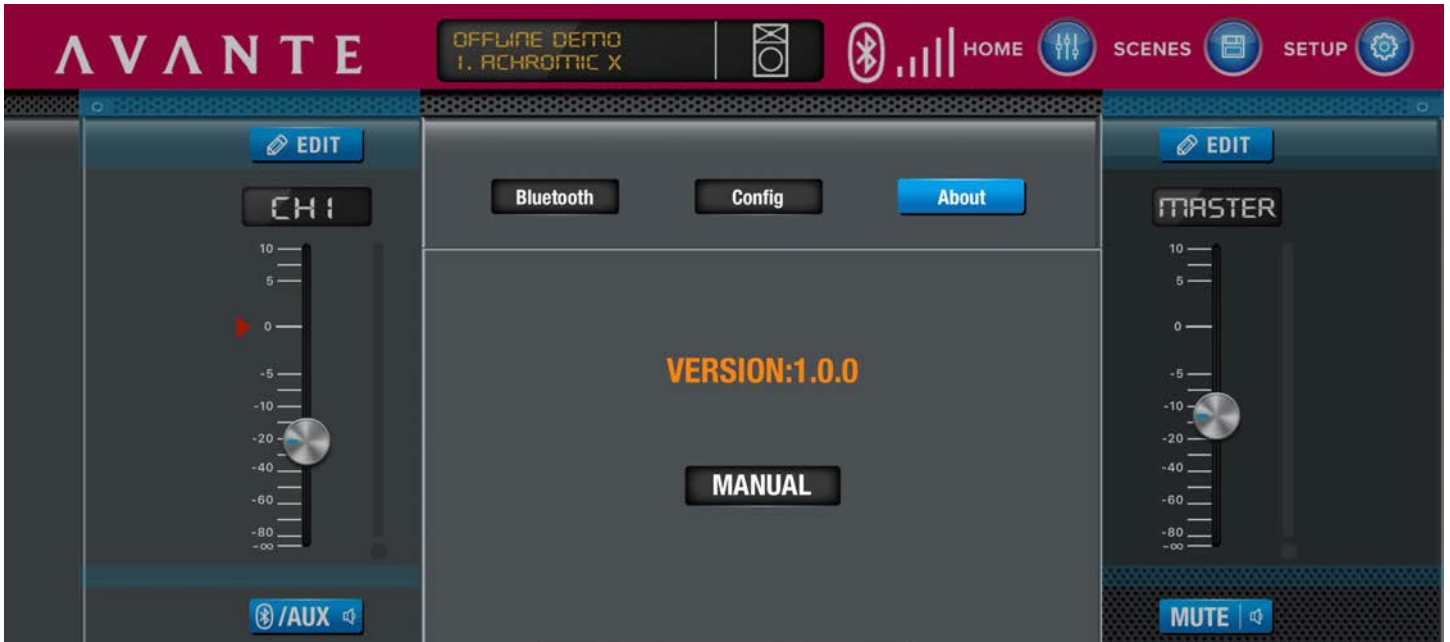 AVANTE
OFFLINE DEMO
1. ACHROMIC X
HOME
SCENES
SETUP
EDIT
CH1
10
5
0
-5
-10
-20
-40
-60
-80
-∞
/AUX
Bluetooth
Config
About
VERSION:1.0.0
MANUAL
EDIT
MASTER
10
5
0
-5
-10
-20
-40
-60
-80
-∞
MUTE